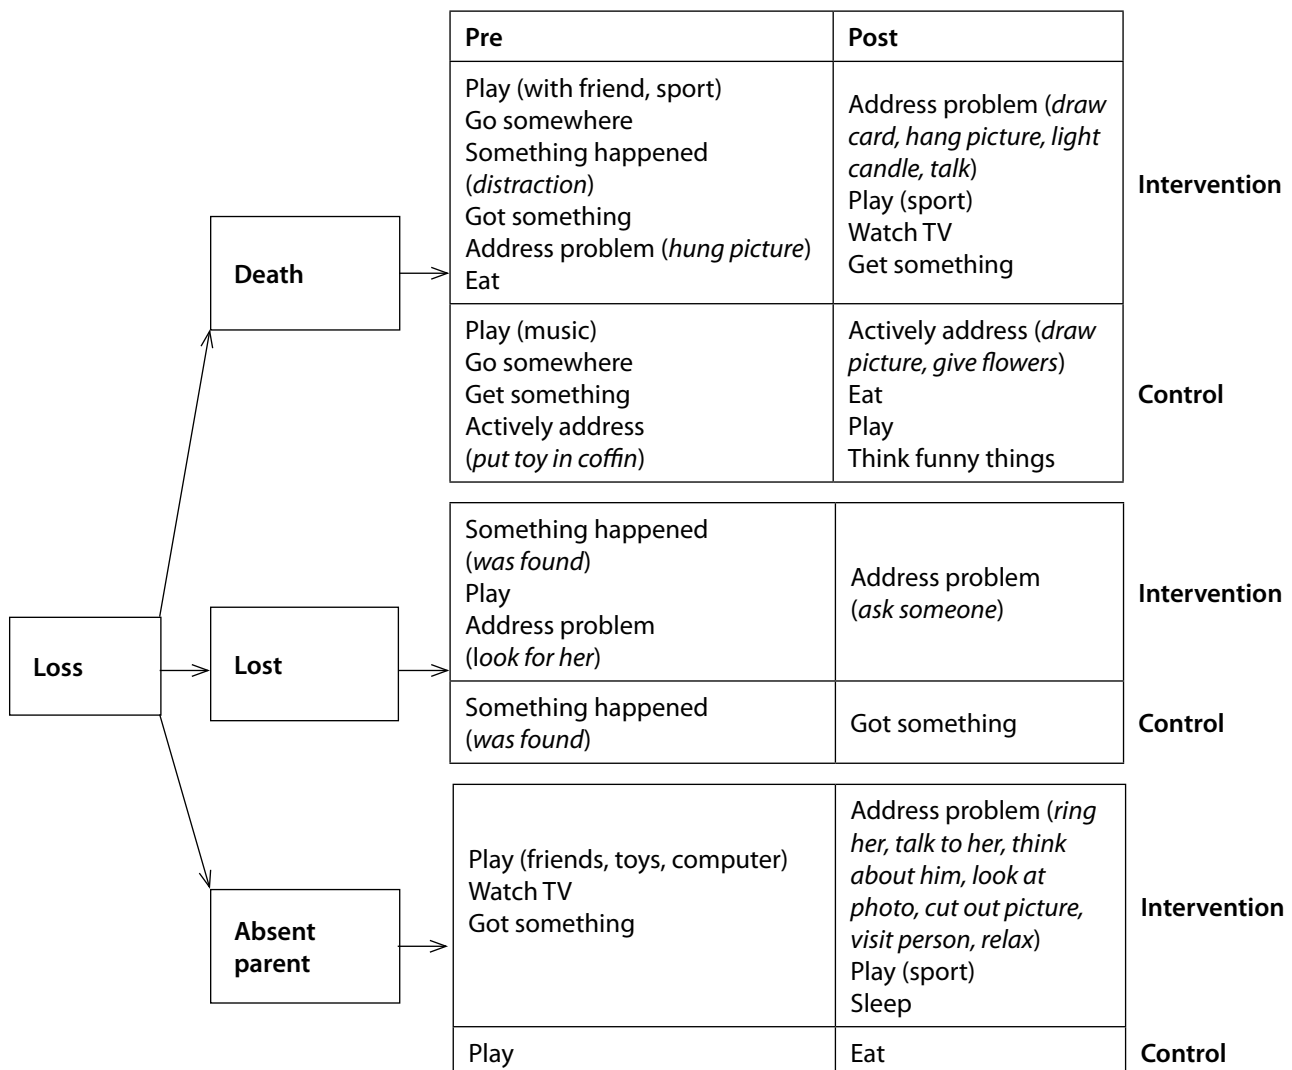 Pre
Post
Play (with friend, sport)
Go somewhere
Something happened
(distraction)
Got something
Address problem (hung picture)
Eat
Address problem (draw
card, hang picture, light
candle, talk)
Play (sport)
Watch TV
Get something
Intervention
Death
Play (music)
Go somewhere
Get something
Actively address
(put toy in coffin)
Actively address (draw
picture, give flowers)
Eat
Play
Think funny things
Control
Loss
Lost
Something happened
(was found)
Play
Address problem
(look for her)
Address problem
(ask someone)
Intervention
Something happened
(was found)
Got something
Control
Absent
parent
Play (friends, toys, computer)
Watch TV
Got something
Address problem (ring
her, talk to her, think
about him, look at
photo, cut out picture,
visit person, relax)
Play (sport)
Sleep
Intervention
Play
Eat
Control